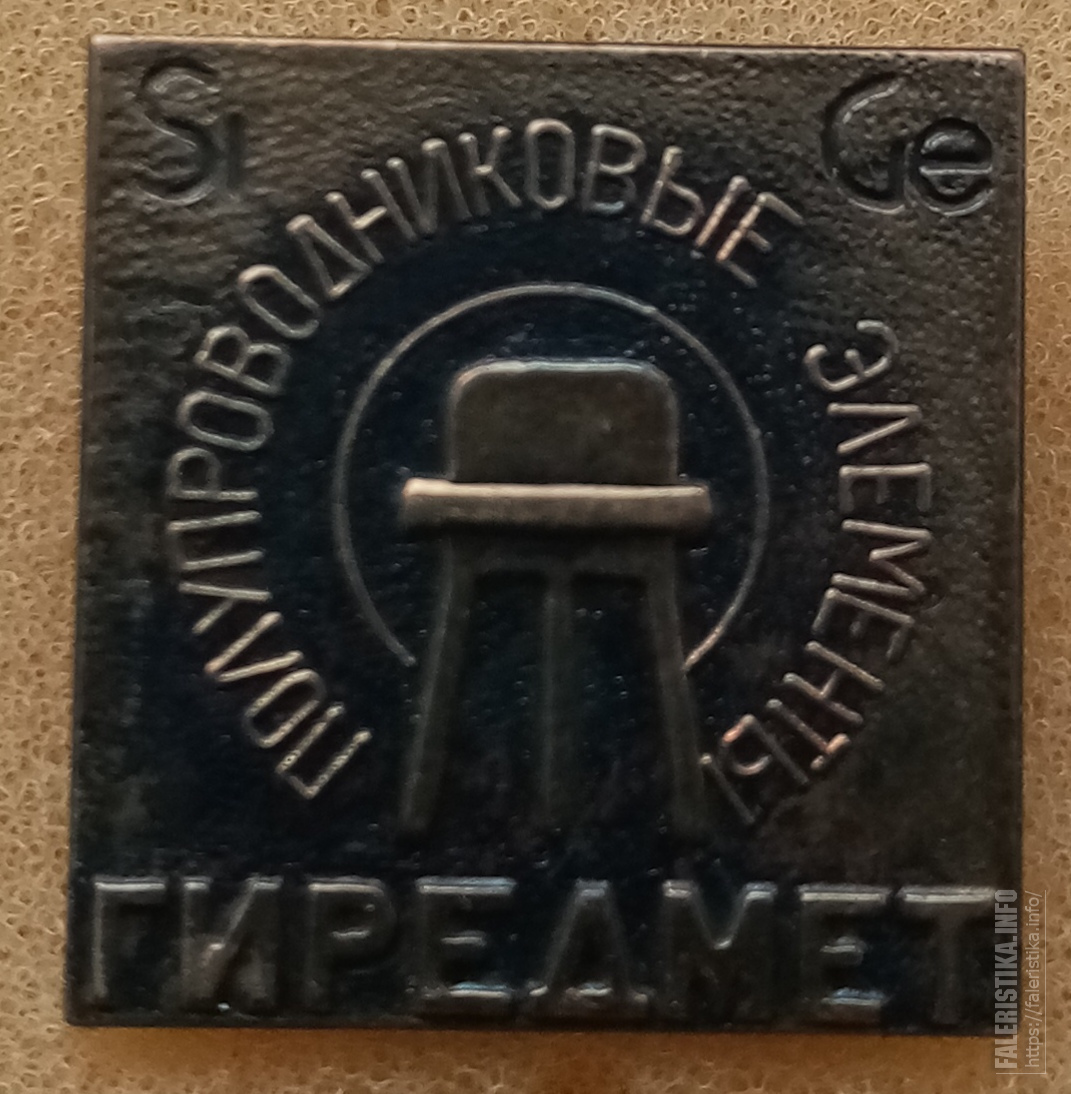 Si Ge
ПОЛУПРОВОДНИКОВЫЕ ЭЛЕМЕНТЫ
ГИРЕДМЕТ
FALERISTIKA.INFO
https://faleristika.info/